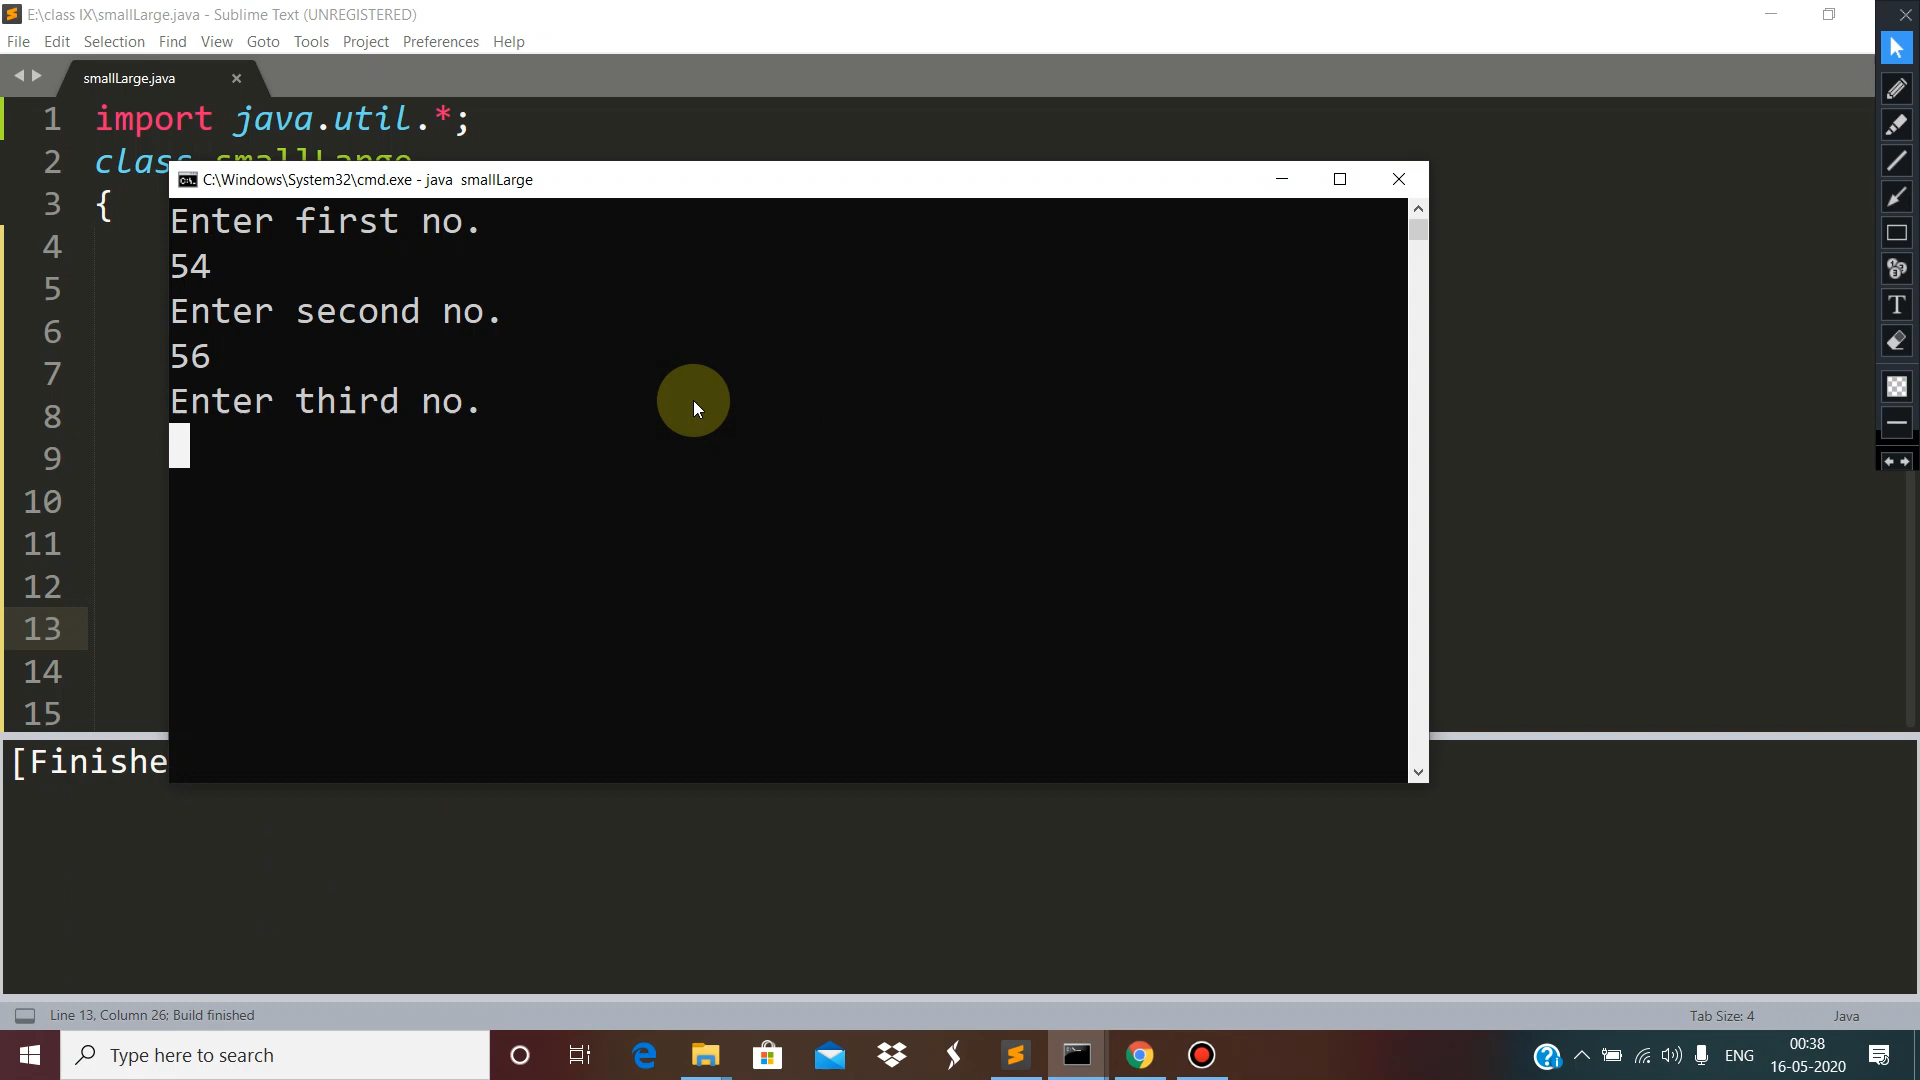 E:\class IX\smallLarge.java - Sublime Text (UNREGISTERED)
File Edit Selection Find View Goto Tools Project Preferences Help
smallLarge.java
1 import java.util.*;
2 class smallLarge
3 {
4
5
6
7
8
9
10
11
12
13
14
15
C:\Windows\System32\cmd.exe - java smallLarge
Enter first no.
54
Enter second no.
56
Enter third no.
[Finishe
Line 13, Column 26; Build finished
Tab Size: 4
Java
Type here to search
ENG
00:38
16-05-2020